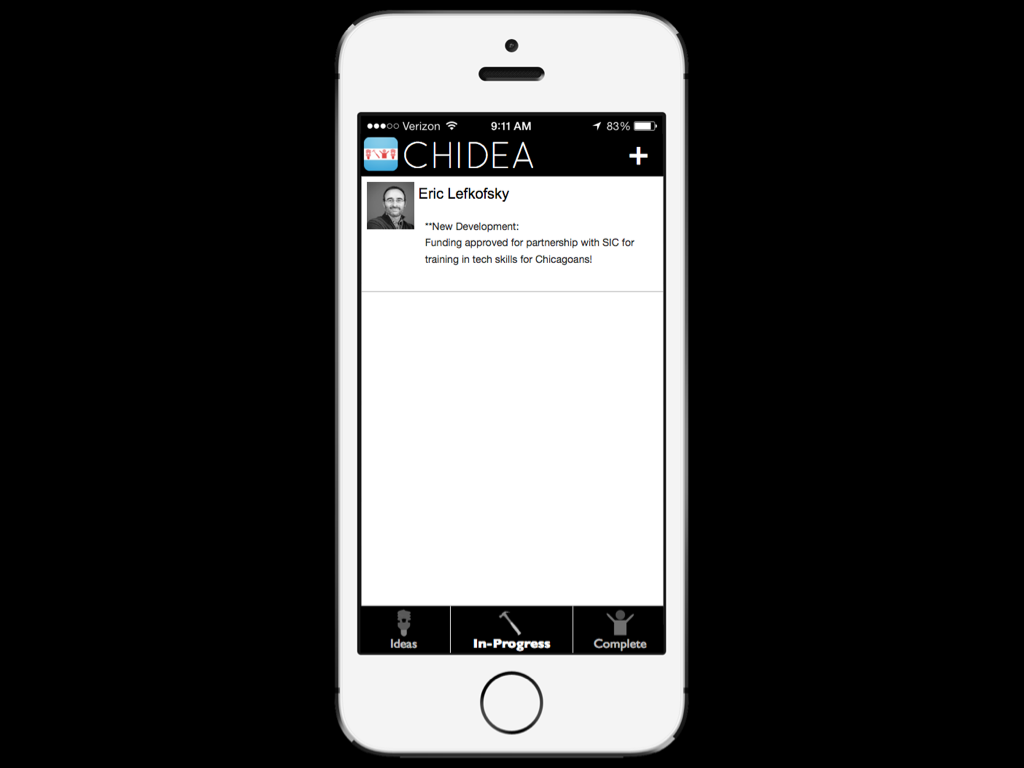 Verizon 9:11 AM 83%
CHIDEA +
Eric Lefkofsky
**New Development:
Funding approved for partnership with SIC for
training in tech skills for Chicagoans!
Ideas In-Progress Complete